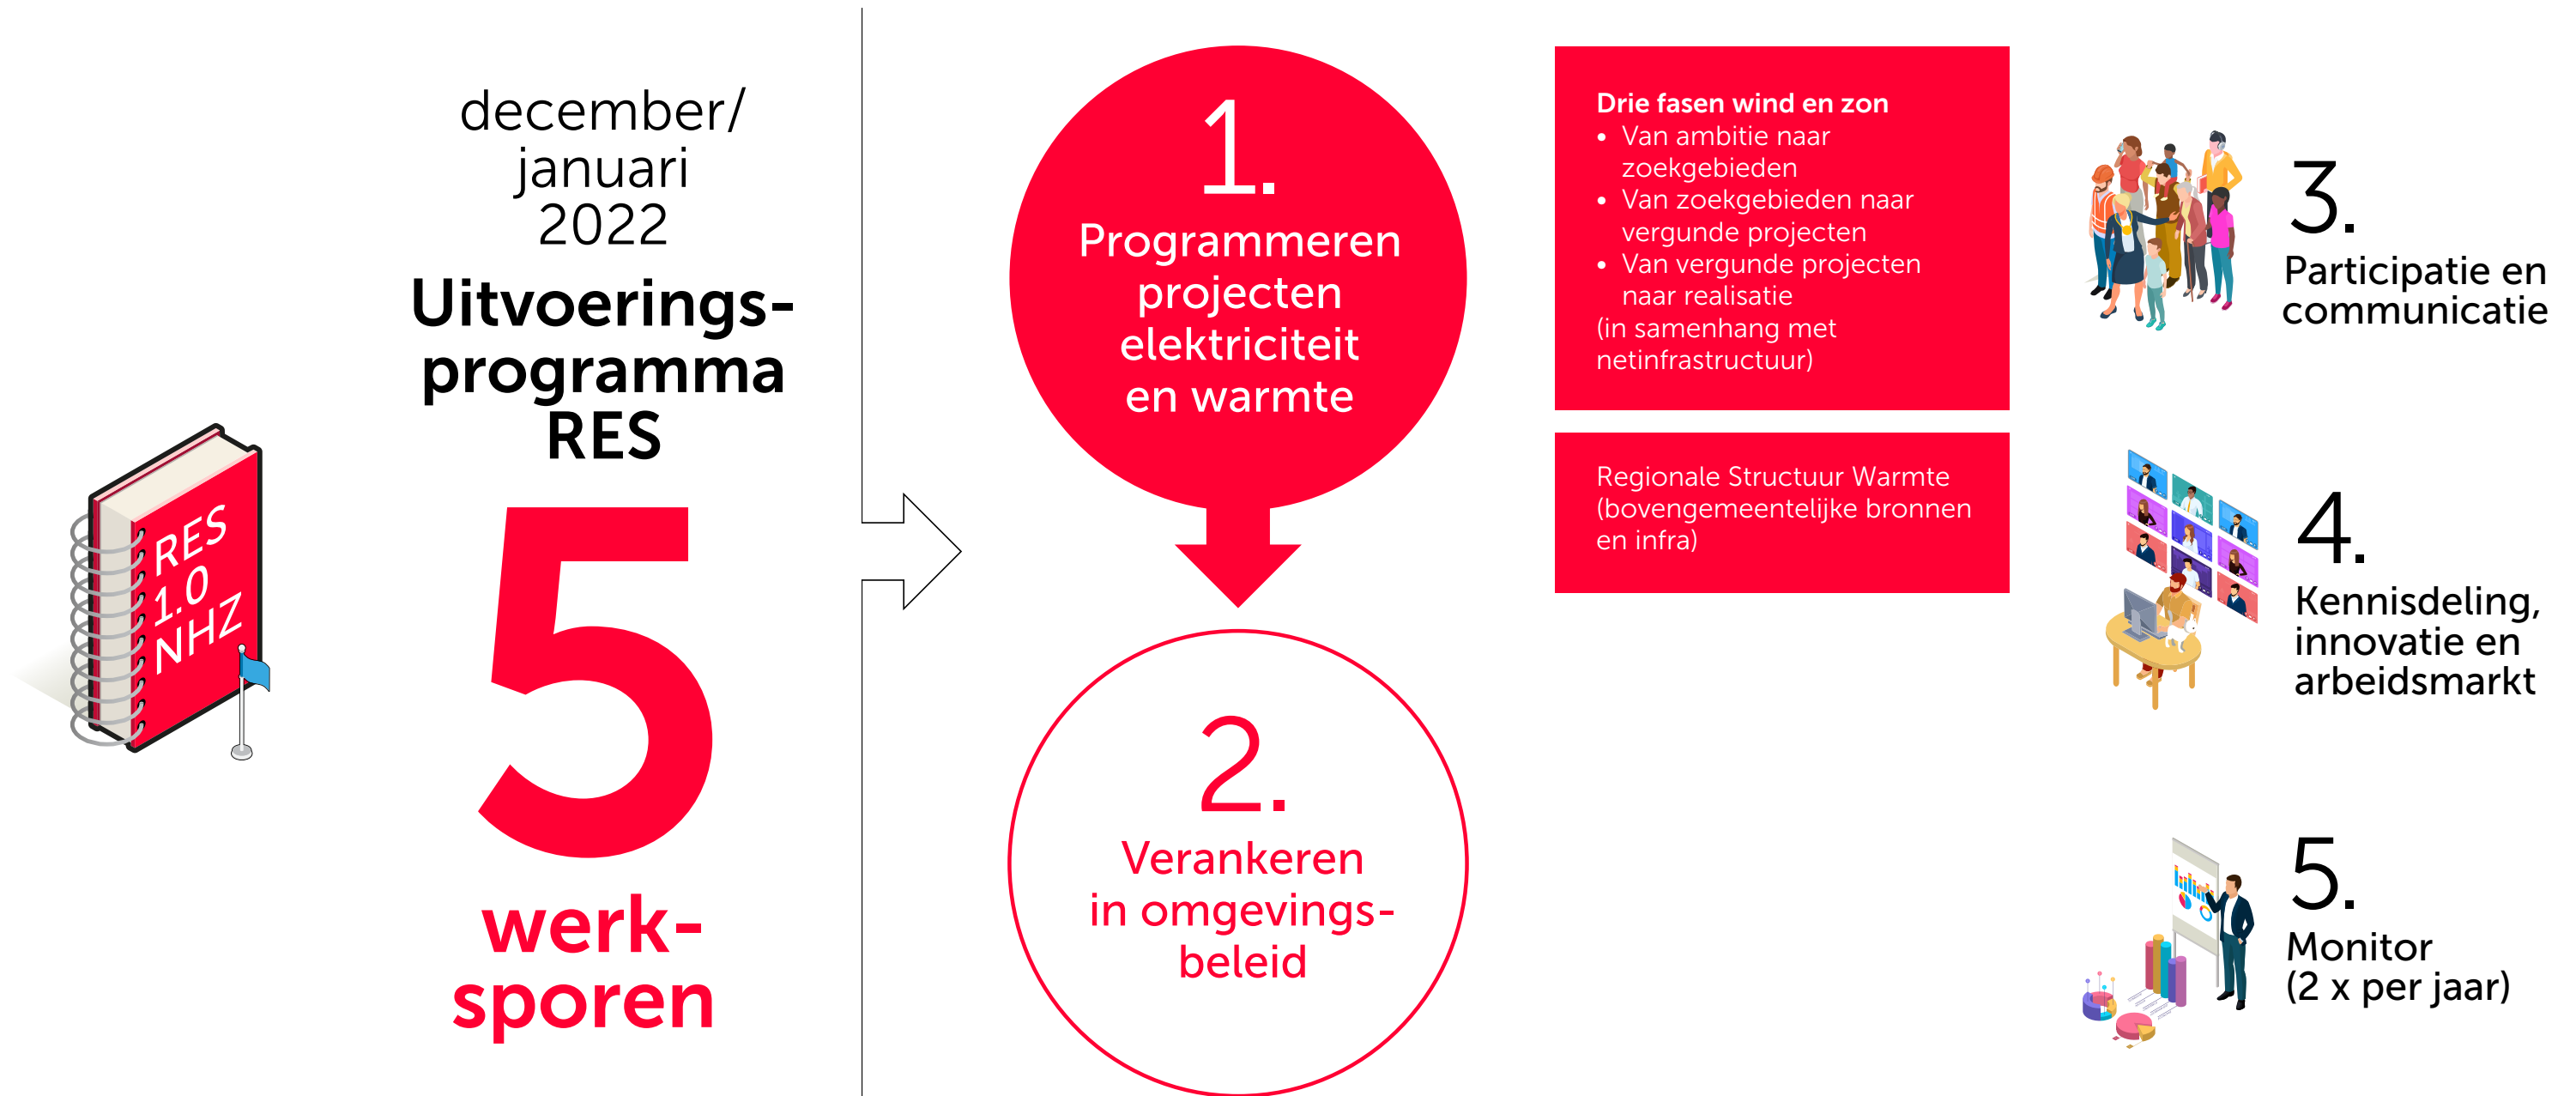 RES
1.0
NHZ
december/
januari
2022
Uitvoerings-
programma
RES
5
werk-
sporen
1.
Programmeren
projecten
elektriciteit
en warmte
2.
Verankeren
in omgevings-
beleid
Drie fasen wind en zon
• Van ambitie naar
zoekgebieden
• Van zoekgebieden naar
vergunde projecten
• Van vergunde projecten
naar realisatie
(in samenhang met
netinfrastructuur)
Regionale Structuur Warmte
(bovengemeentelijke bronnen
en infra)
3.
Participatie en
communicatie
4.
Kennisdeling,
innovatie en
arbeidsmarkt
5.
Monitor
(2 x per jaar)